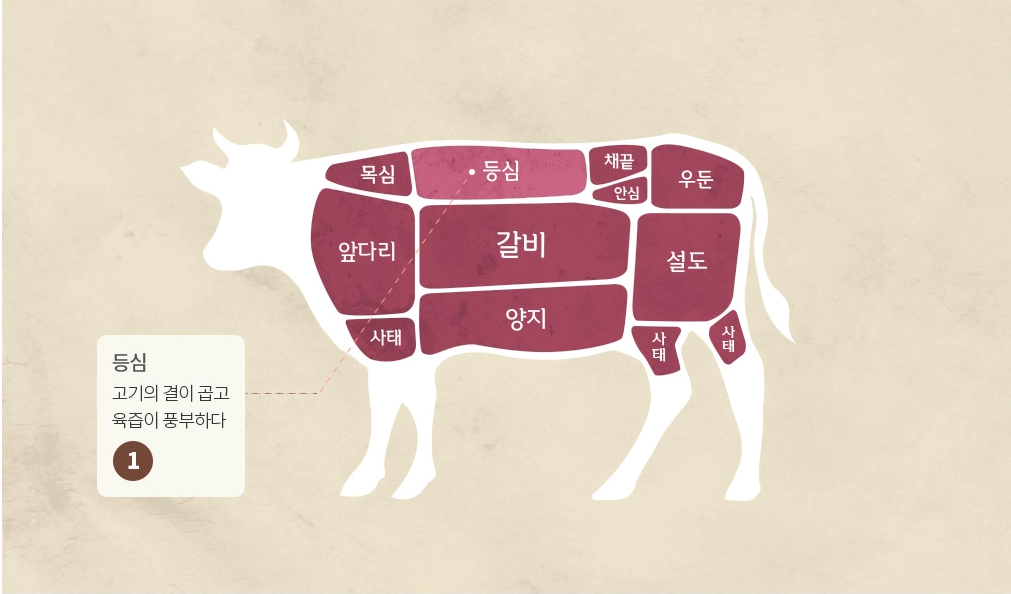 목심
등심
채끝
안심
우둔
앞다리
갈비
설도
사태
양지
사
태
사
태
등심
고기의 결이 곱고
육즙이 풍부하다
1